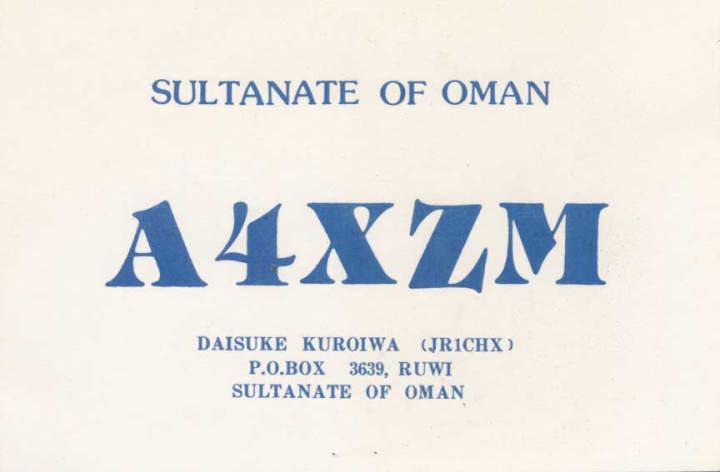 SULTANATE OF OMAN
A4XZM
DAISUKE KUROIWA (JR1CHX)
P.O.BOX 3639, RUWI
SULTANATE OF OMAN